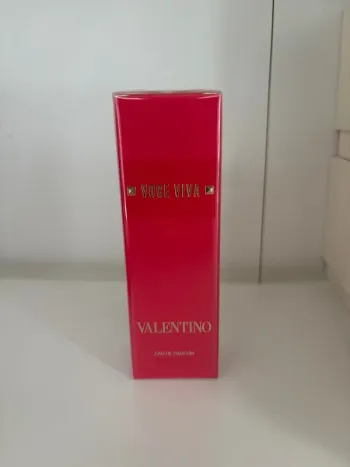 VOCE VIVA
VALENTINO
EAU DE PARFUM